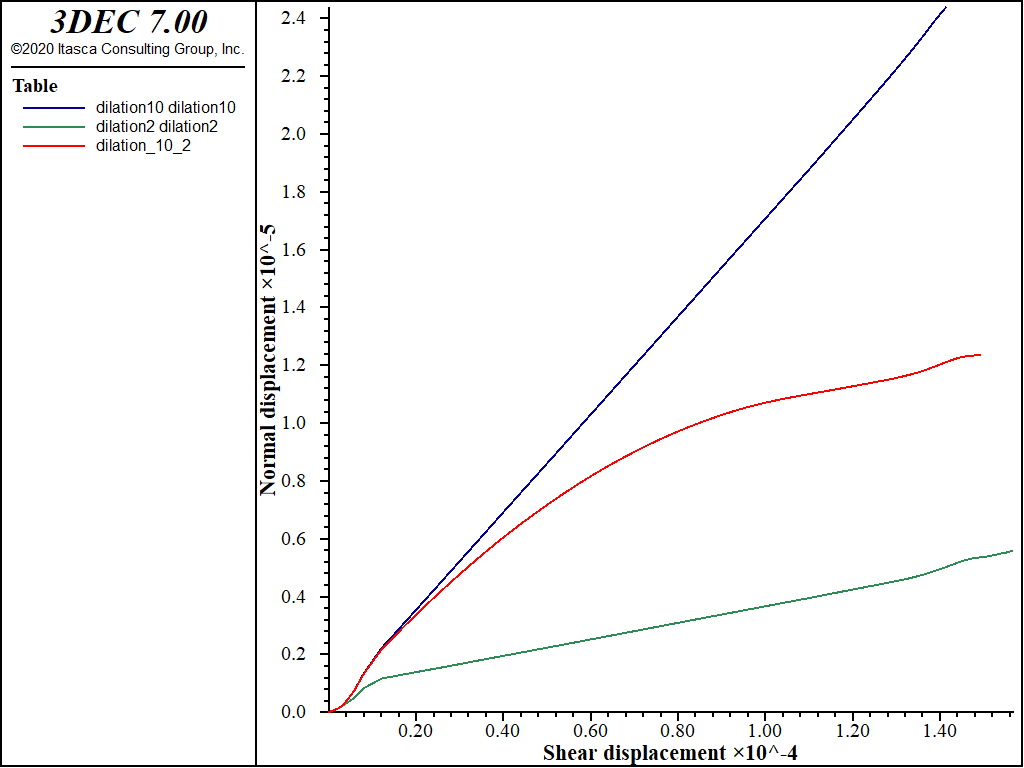 3DEC 7.00
©2020 Itasca Consulting Group, Inc.
Table
dilation10 dilation10
dilation2 dilation2
dilation_10_2
Normal displacement ×10^-5
2.4
2.2
2.0
1.8
1.6
1.4
1.2
1.0
0.8
0.6
0.4
0.2
0.0
0.20 0.40 0.60 0.80 1.00 1.20 1.40
Shear displacement ×10^-4